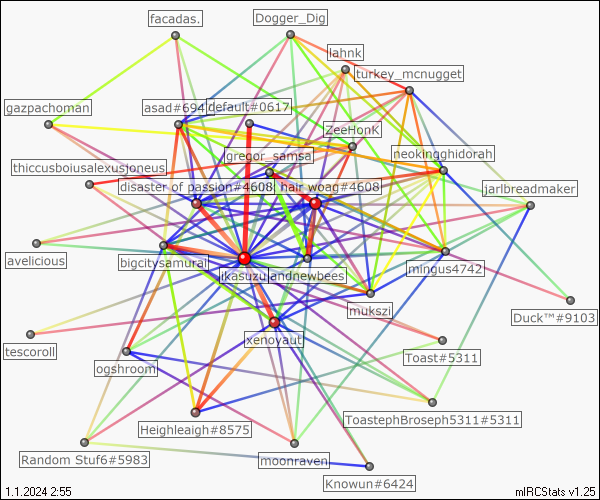 facadas.
Dogger_Dig
lahnk
turkey_mcnugget
gazpachoman
asad#694
default#0617
ZeeHonK
gregor_samsa
neokingghidorah
thiccusboiusalexusjoneus
disaster of passion#4608
hair woag#4608
jarlbreadmaker
avelicious
bigcitysamurai
jkasuzu
andnewbees
mingus4742
mukszi
Duck™#9103
tescoroll
xenoyaut
ogshroom
Toast#5311
Heighleaigh#8575
ToastephBroseph5311#5311
Random Stuf6#5983
moonraven
Knowun#6424
1.1.2024 2:55
mIRCStats v1.25